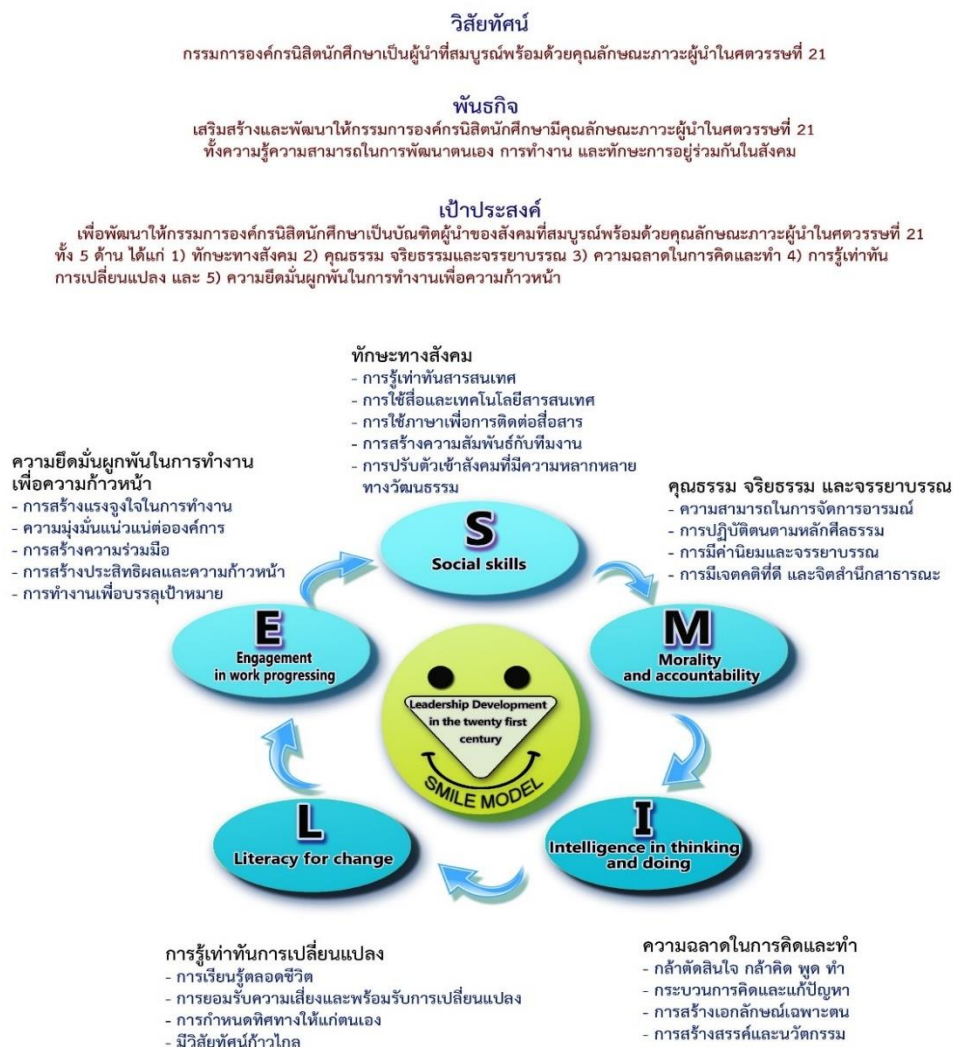 วิสัยทัศน์
กรรมการองค์กรนิสิตนักศึกษาเป็นผู้นำที่สมบูรณ์พร้อมด้วยคุณลักษณะภาวะผู้นำในศตวรรษที่ 21
พันธกิจ
เสริมสร้างและพัฒนาให้กรรมการองค์กรนิสิตนักศึกษามีคุณลักษณะภาวะผู้นำในศตวรรษที่ 21
ทั้งความรู้ความสามารถในการพัฒนาตนเอง การทำงาน และทักษะการอยู่ร่วมกันในสังคม
เป้าประสงค์
เพื่อพัฒนาให้กรรมการองค์กรนิสิตนักศึกษาเป็นบัณฑิตผู้นำของสังคมที่สมบูรณ์พร้อมด้วยคุณลักษณะภาวะผู้นำในศตวรรษที่ 21
ทั้ง 5 ด้าน ได้แก่ 1) ทักษะทางสังคม 2) คุณธรรม จริยธรรมและจรรยาบรรณ 3) ความฉลาดในการคิดและทำ 4) การรู้เท่าทัน
การเปลี่ยนแปลง และ 5) ความยึดมั่นผูกพันในการทำงานเพื่อความก้าวหน้า
ทักษะทางสังคม
- การรู้เท่าทันสารสนเทศ
- การใช้สื่อและเทคโนโลยีสารสนเทศ
- การใช้ภาษาเพื่อการติดต่อสื่อสาร
- การสร้างความสัมพันธ์กับทีมงาน
- การปรับตัวเข้าสังคมที่มีความหลากหลาย
ทางวัฒนธรรม
ความยึดมั่นผูกพันในการทำงาน
เพื่อความก้าวหน้า
- การสร้างแรงจูงใจในการทำงาน
- ความมุ่งมั่นแน่วแน่ต่อองค์การ
- การสร้างความร่วมมือ
- การสร้างประสิทธิผลและความก้าวหน้า
- การทำงานเพื่อบรรลุเป้าหมาย
คุณธรรม จริยธรรม และจรรยาบรรณ
- ความสามารถในการจัดการอารมณ์
- การปฏิบัติตนตามหลักศีลธรรม
- การมีค่านิยมและจรรยาบรรณ
- การมีเจตคติที่ดี และจิตสำนึกสาธารณะ
S
Social skills
E
Engagement
in work progressing
M
Morality
and accountability
Leadership Development
in the twenty first
century
SMILE MODEL
L
Literacy for change
I
Intelligence in thinking
and doing
การรู้เท่าทันการเปลี่ยนแปลง
- การเรียนรู้ตลอดชีวิต
- การยอมรับความเสี่ยงและพร้อมรับการเปลี่ยนแปลง
- การกำหนดทิศทางให้แก่ตนเอง
- มีวิสัยทัศน์ก้าวไกล
ความฉลาดในการคิดและทำ
- กล้าตัดสินใจ กล้าคิด พูด ทำ
- กระบวนการคิดและแก้ปัญหา
- การสร้างเอกลักษณ์เฉพาะตน
- การสร้างสรรค์และนวัตกรรม